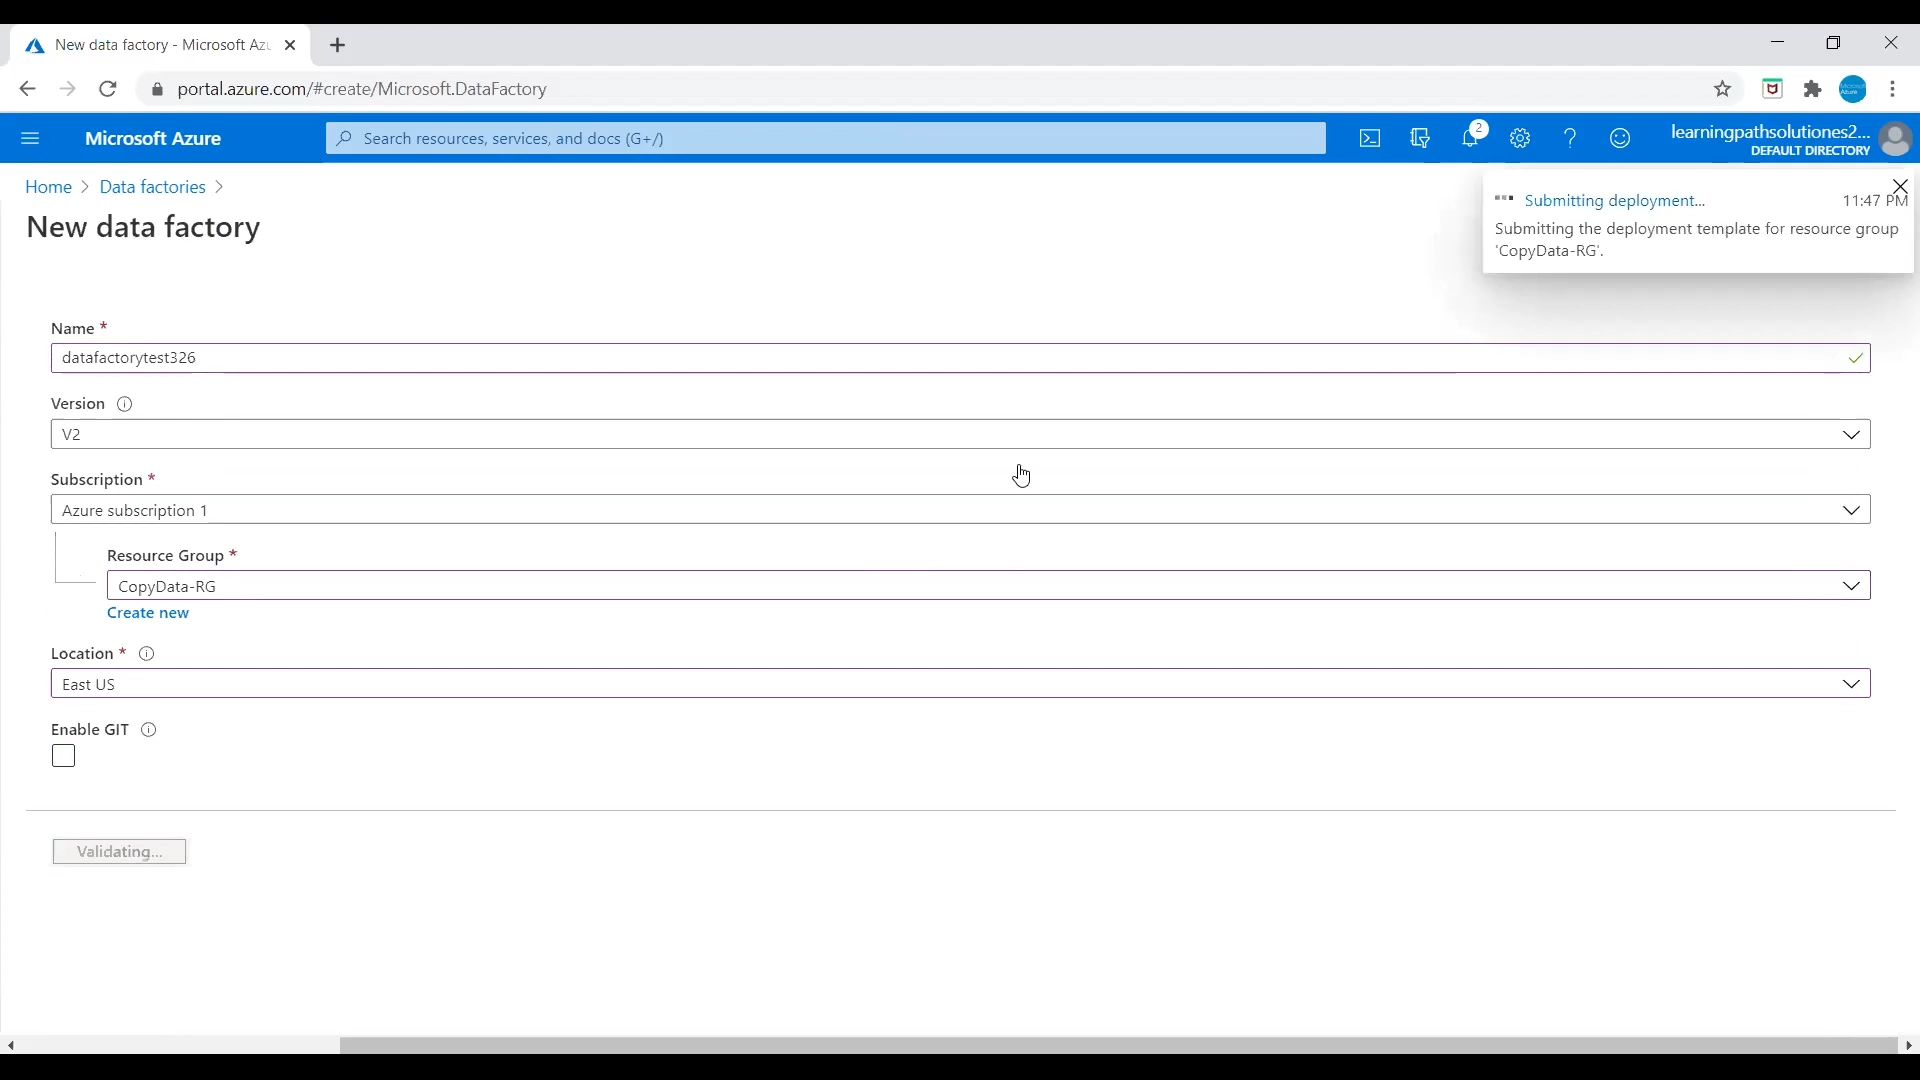 New data factory - Microsoft Azu
portal.azure.com/#create/Microsoft.DataFactory
Microsoft Azure
Search resources, services, and docs (G+/)
2
learningpathsolutiones2...
DEFAULT DIRECTORY
Home > Data factories >
New data factory
Submitting deployment...
11:47 PM
Submitting the deployment template for resource group
'CopyData-RG'.
Name *
datafactorytest326
Version
V2
Subscription *
Azure subscription 1
Resource Group *
CopyData-RG
Create new
Location *
East US
Enable GIT
Validating...